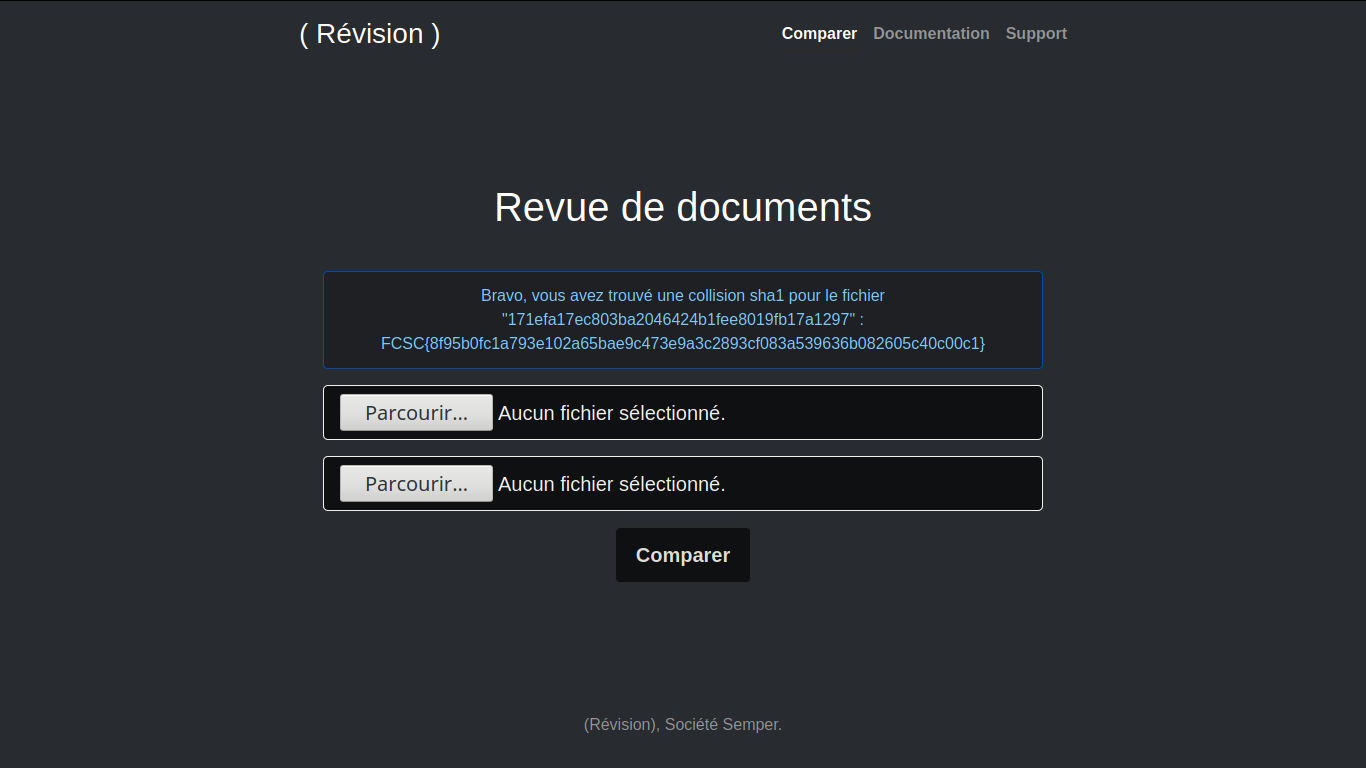 ( Révision )
Comparer Documentation Support
Revue de documents
Bravo, vous avez trouvé une collision sha1 pour le fichier
"171efa17ec803ba2046424b1fee8019fb17a1297" :
FCSC{8f95b0fc1a793e102a65bae9c473e9a3c2893cf083a539636b082605c40c00c1}
Parcourir... Aucun fichier sélectionné.
Parcourir... Aucun fichier sélectionné.
Comparer
(Révision), Société Semper.